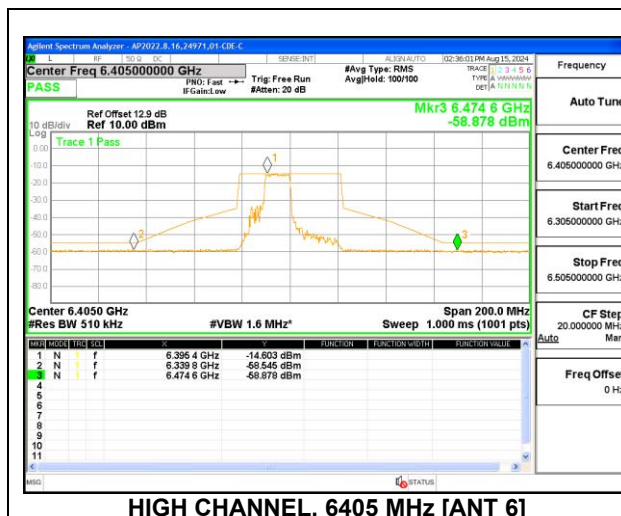 Agilent Spectrum Analyzer - AP2022.8.16,24971,01-CDE-C
L RF 50 Ω DC SENSE:INT ALIGN AUTO 02:36:01 PM Aug 15, 2024
Center Freq 6.405000000 GHz #Avg Type: RMS TRACE 1 2 3 4 5 6
PASS PNO: Fast Trig: Free Run Avg|Hold: 100/100 TYPE A
IFGain:Low #Atten: 20 dB DET A N N N N N
Ref Offset 12.9 dB Mkr3 6.474 6 GHz
10 dB/div Ref 10.00 dBm -58.878 dBm
Log
Trace 1 Pass
0.00
-10.0
-20.0
-30.0
-40.0
-50.0
-60.0
-70.0
-80.0
1
2
3
Center 6.4050 GHz Span 200.0 MHz
#Res BW 510 kHz #VBW 1.6 MHz* Sweep 1.000 ms (1001 pts)
MKR MODE TRC SCL X Y FUNCTION FUNCTION WIDTH FUNCTION VALUE
1 N 1 f 6.395 4 GHz -14.603 dBm
2 N 1 f 6.339 8 GHz -58.545 dBm
3 N 1 f 6.474 6 GHz -58.878 dBm
4
5
6
7
8
9
10
11
MSG STATUS
Frequency
Auto Tune
Center Freq
6.405000000 GHz
Start Freq
6.305000000 GHz
Stop Freq
6.505000000 GHz
CF Step
20.000000 MHz
Auto Man
Freq Offset
0 Hz
HIGH CHANNEL, 6405 MHz [ANT 6]